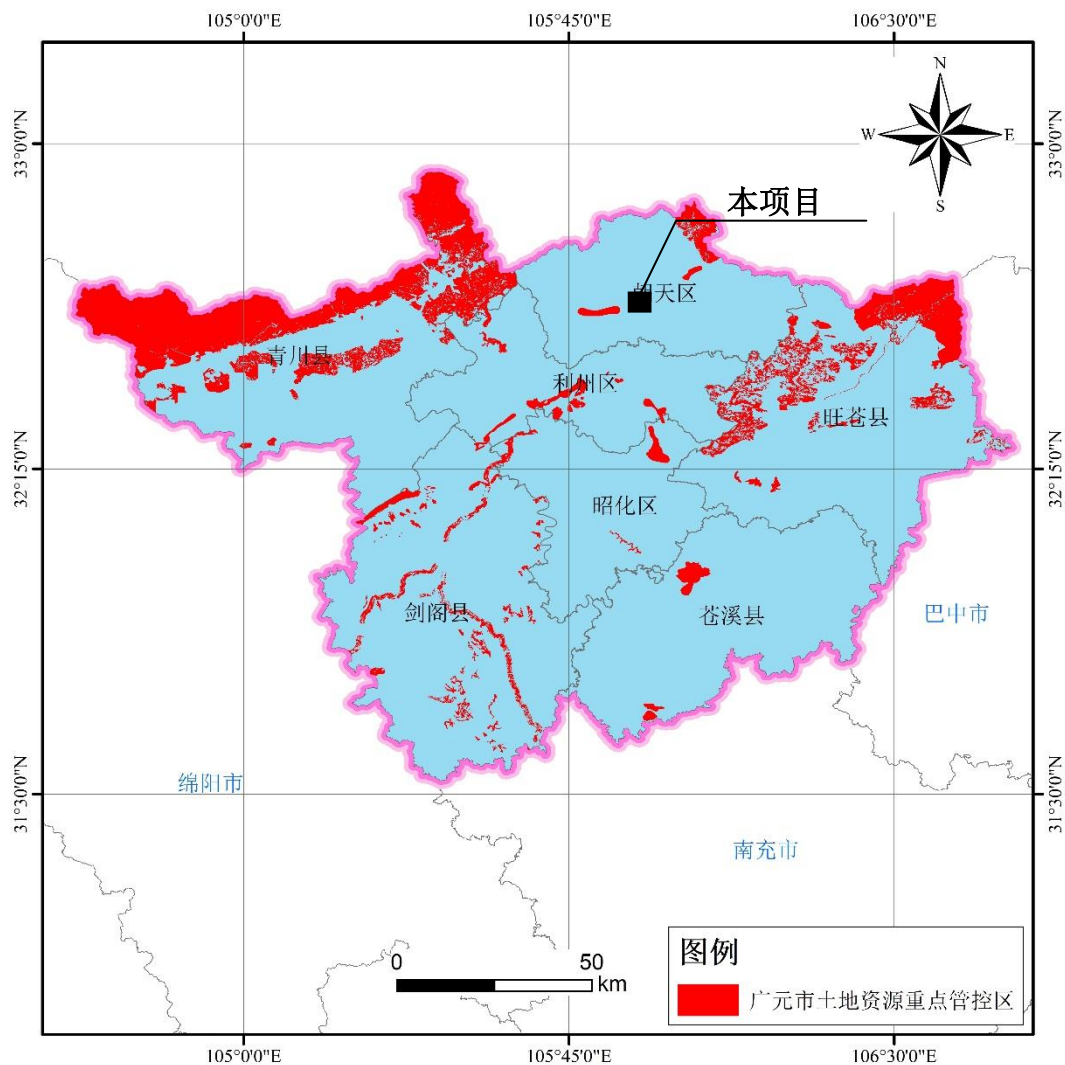 105°0'0"E
105°45'0"E
106°30'0"E
N
W
E
S
33°0'0"N
33°0'0"N
本项目
朝天区
青川县
利州区
旺苍县
32°15'0"N
32°15'0"N
昭化区
剑阁县
苍溪县
巴中市
绵阳市
31°30'0"N
31°30'0"N
南充市
图例
广元市土地资源重点管控区
0
50
km
105°0'0"E
105°45'0"E
106°30'0"E